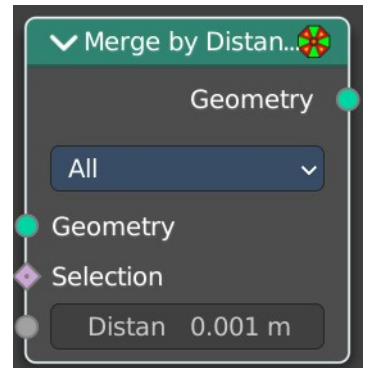 Merge by Distan...
Geometry
All
Geometry
Selection
Distan 0.001 m